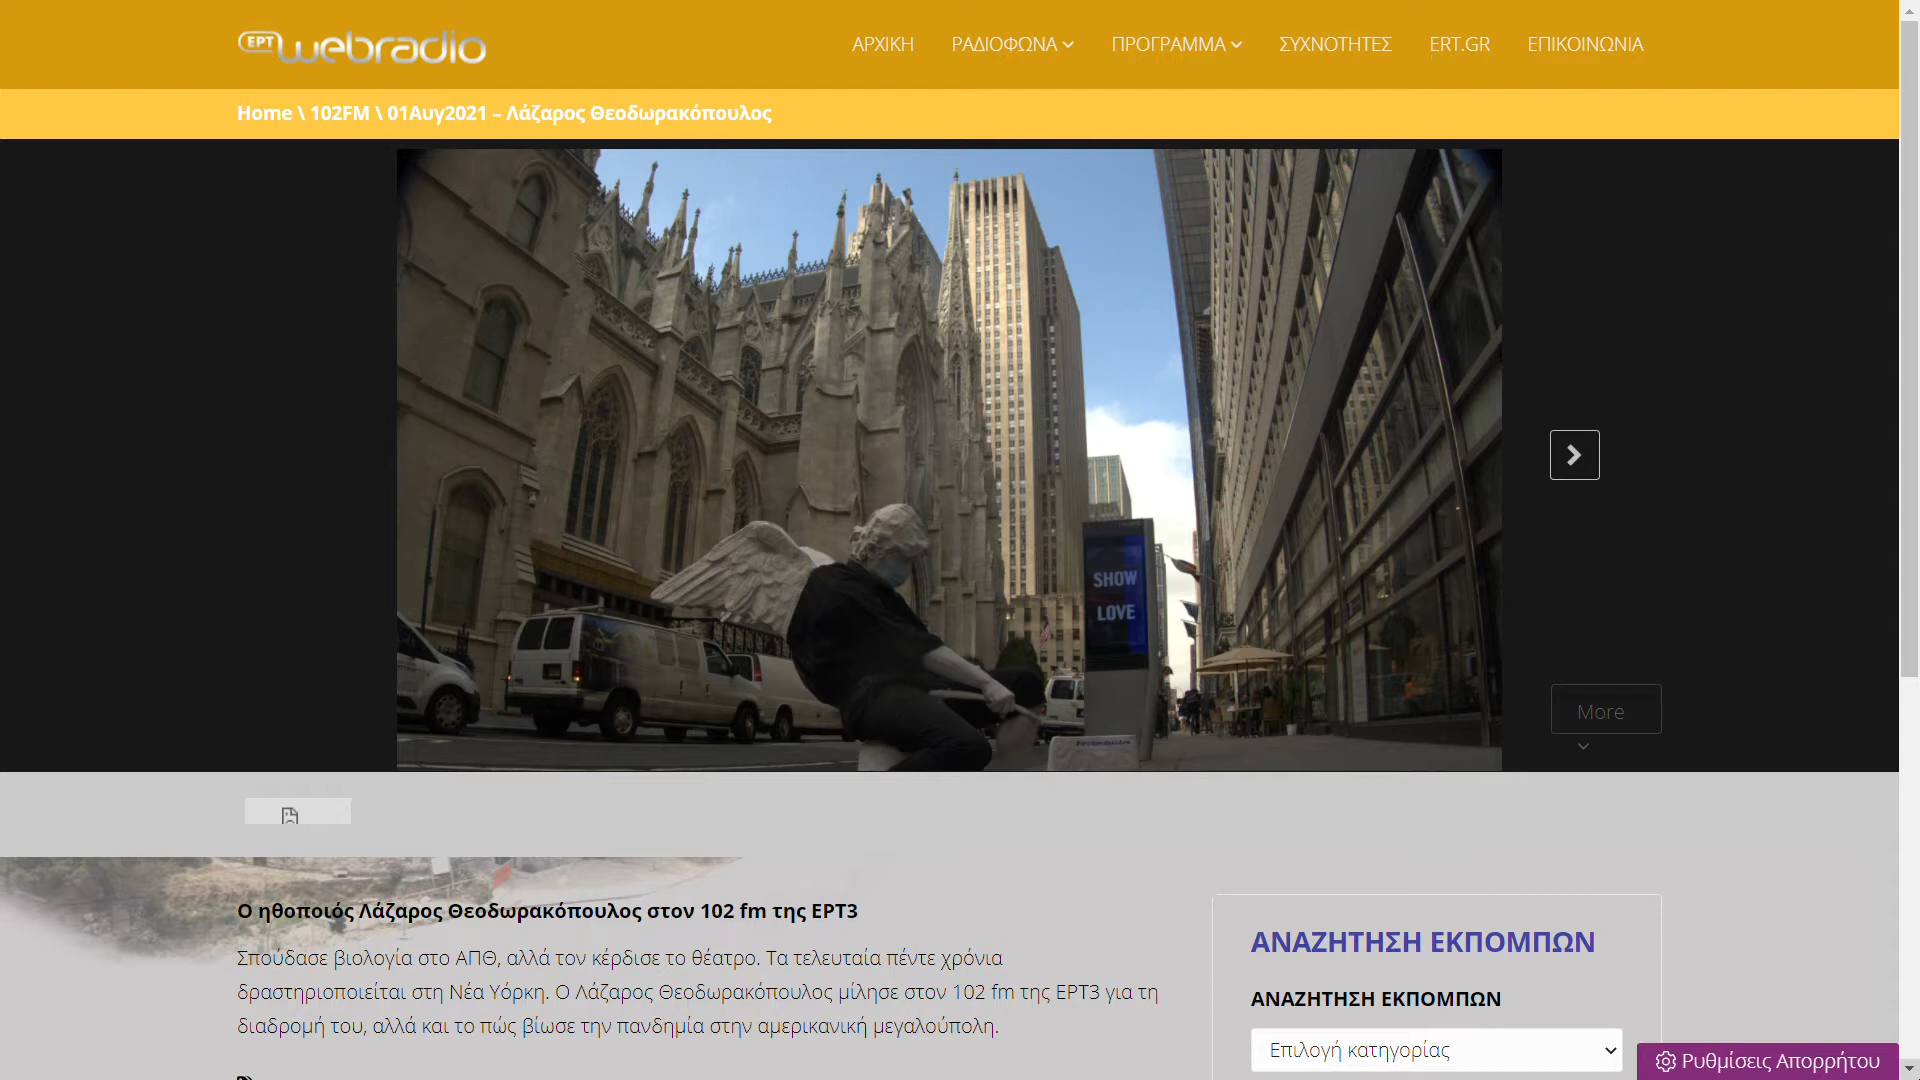 ΕΡΤ webradio
ΑΡΧΙΚΗ ΡΑΔΙΟΦΩΝΑ ΠΡΟΓΡΑΜΜΑ ΣΥΧΝΟΤΗΤΕΣ ERT.GR ΕΠΙΚΟΙΝΩΝΙΑ
Home \ 102FM \ 01Αυγ2021 – Λάζαρος Θεοδωρακόπουλος
SHOW
LOVE
More
Ο ηθοποιός Λάζαρος Θεοδωρακόπουλος στον 102 fm της ΕΡΤ3
Σπούδασε βιολογία στο ΑΠΘ, αλλά τον κέρδισε το θέατρο. Τα τελευταία πέντε χρόνια
δραστηριοποιείται στη Νέα Υόρκη. Ο Λάζαρος Θεοδωρακόπουλος μίλησε στον 102 fm της ΕΡΤ3 για τη
διαδρομή του, αλλά και το πώς βίωσε την πανδημία στην αμερικανική μεγαλούπολη.
ΑΝΑΖΗΤΗΣΗ ΕΚΠΟΜΠΩΝ
ΑΝΑΖΗΤΗΣΗ ΕΚΠΟΜΠΩΝ
Επιλογή κατηγορίας
Ρυθμίσεις Απορρήτου